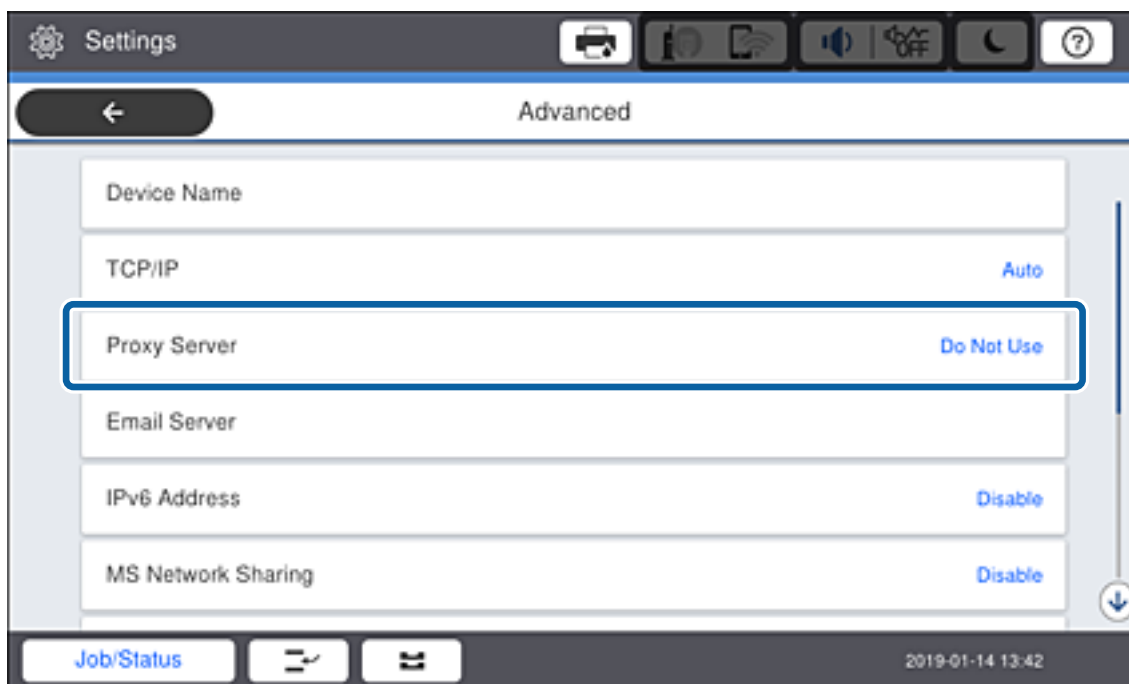 Settings
OFF
?
Advanced
Device Name
TCP/IP Auto
Proxy Server Do Not Use
Email Server
IPv6 Address Disable
MS Network Sharing Disable
Job/Status 2019-01-14 13:42